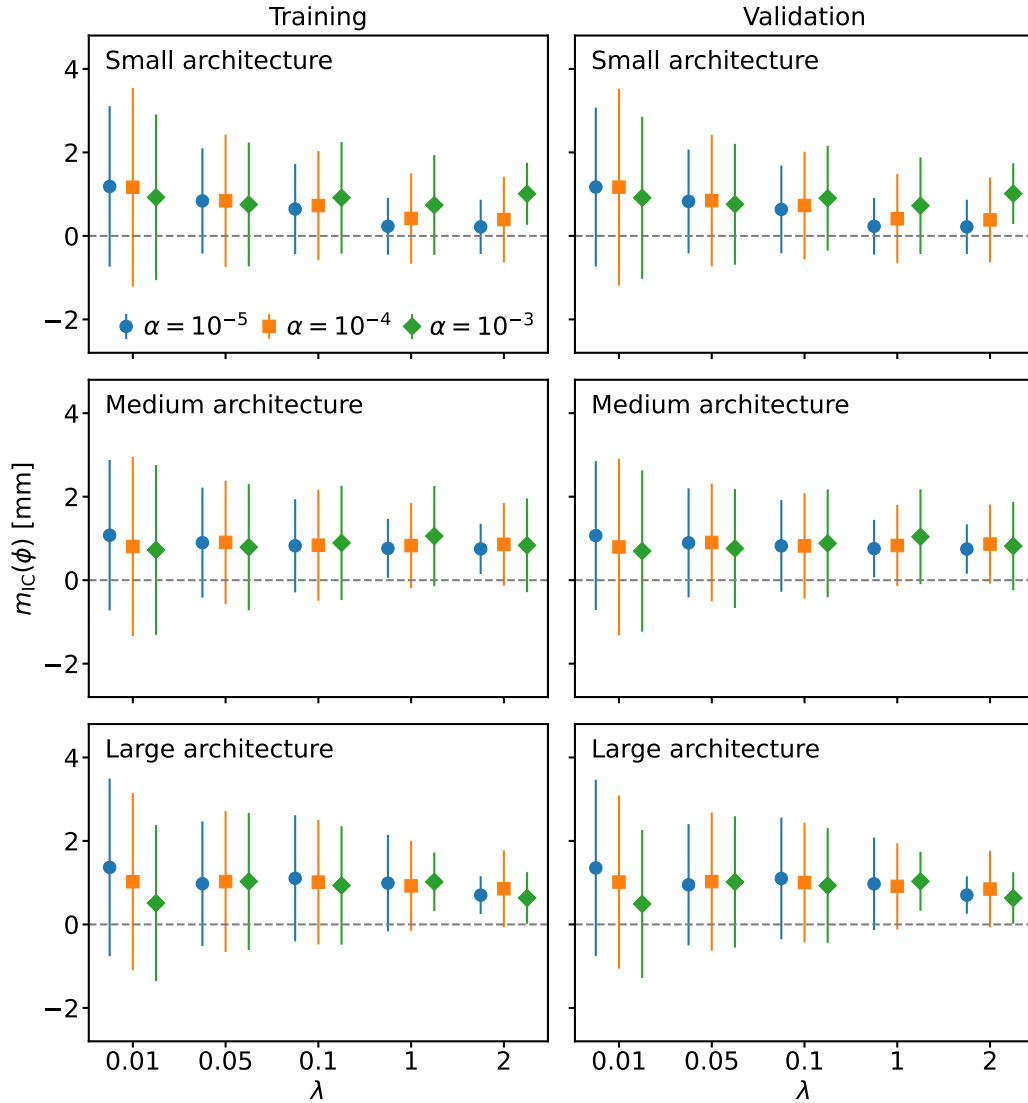 Training
Validation
Small architecture
Small architecture
4
2
0
−2
α = 10⁻⁵
α = 10⁻⁴
α = 10⁻³
Medium architecture
Medium architecture
4
2
0
−2
m_IC(ϕ) [mm]
Large architecture
Large architecture
4
2
0
−2
0.01 0.05 0.1 1 2
0.01 0.05 0.1 1 2
λ
λ